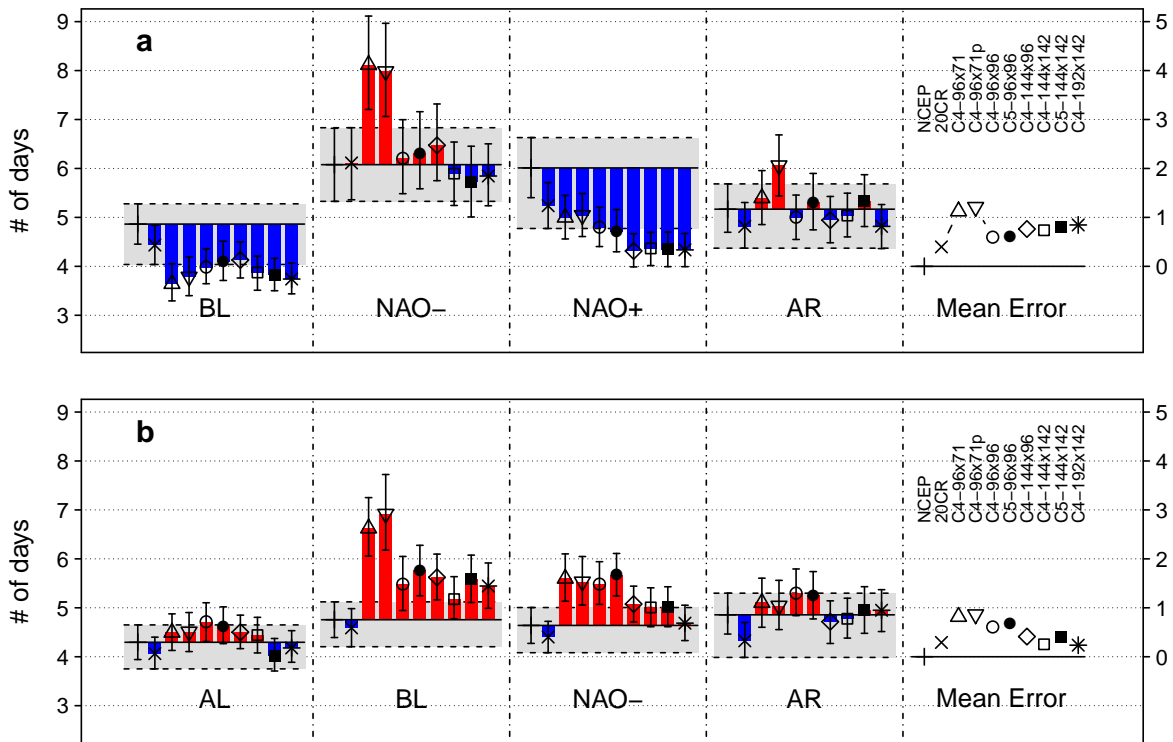 a
# of days
9
8
7
6
5
4
3
5
4
3
2
1
0
NCEP
20CR
C4–96x71
C4–96x71p
C4–96x96
C5–96x96
C4–144x96
C4–144x142
C5–144x142
C4–192x142
BL
NAO–
NAO+
AR
Mean Error
b
# of days
9
8
7
6
5
4
3
5
4
3
2
1
0
NCEP
20CR
C4–96x71
C4–96x71p
C4–96x96
C5–96x96
C4–144x96
C4–144x142
C5–144x142
C4–192x142
AL
BL
NAO–
AR
Mean Error